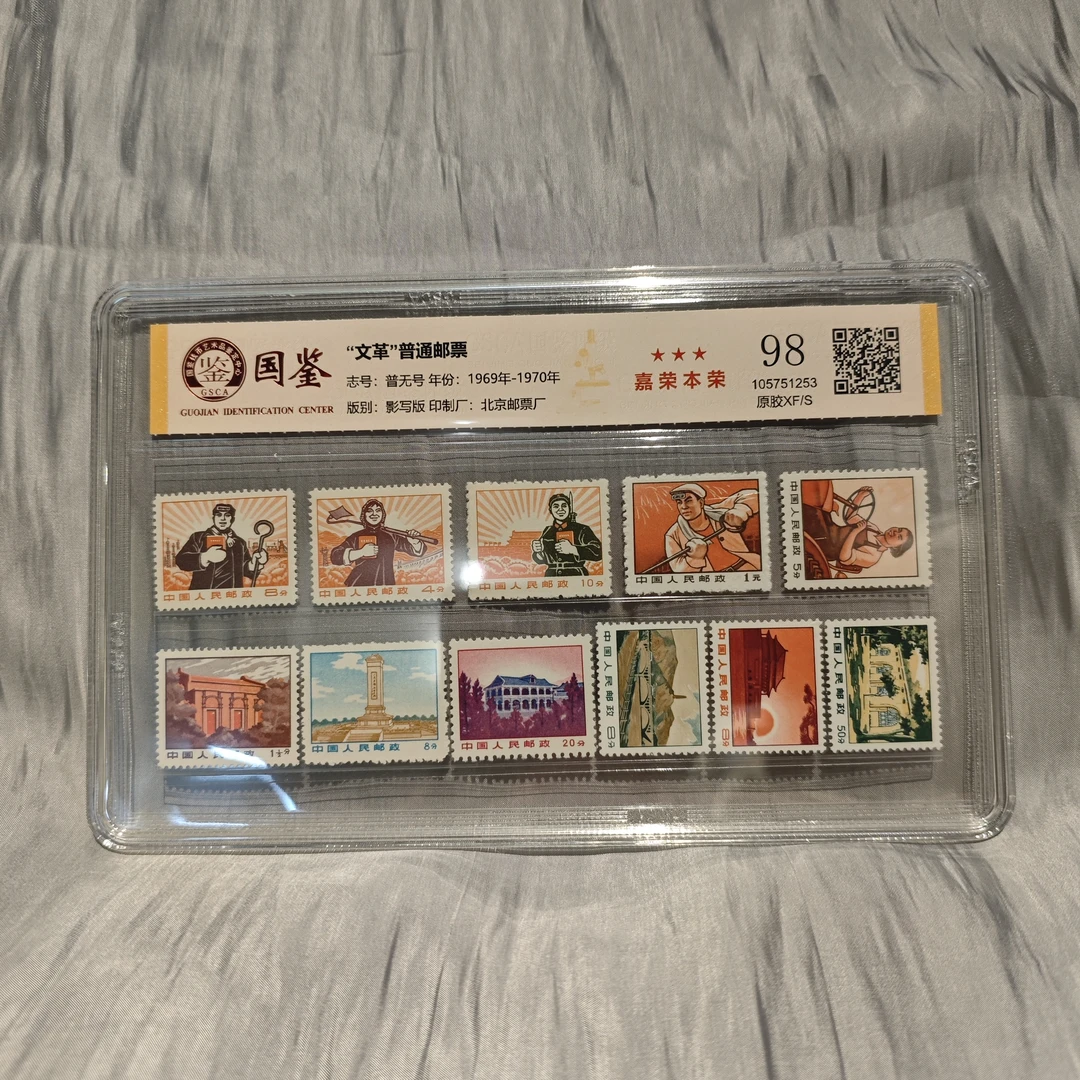 国鉴
GSCA
GUOJIAN IDENTIFICATION CENTER
“文革”普通邮票
志号：普无号 年份：1969年-1970年
版别：影写版 印制厂：北京邮票厂
★★★
嘉荣本荣
98
105751253
原胶XF/S
中国人民邮政 8分
中国人民邮政 4分
中国人民邮政 10分
中国人民邮政 1元
中国人民邮政 5分
中国人民邮政 1½分
中国人民邮政 8分
中国人民邮政 20分
中国人民邮政 8分
中国人民邮政 8分
中国人民邮政 50分